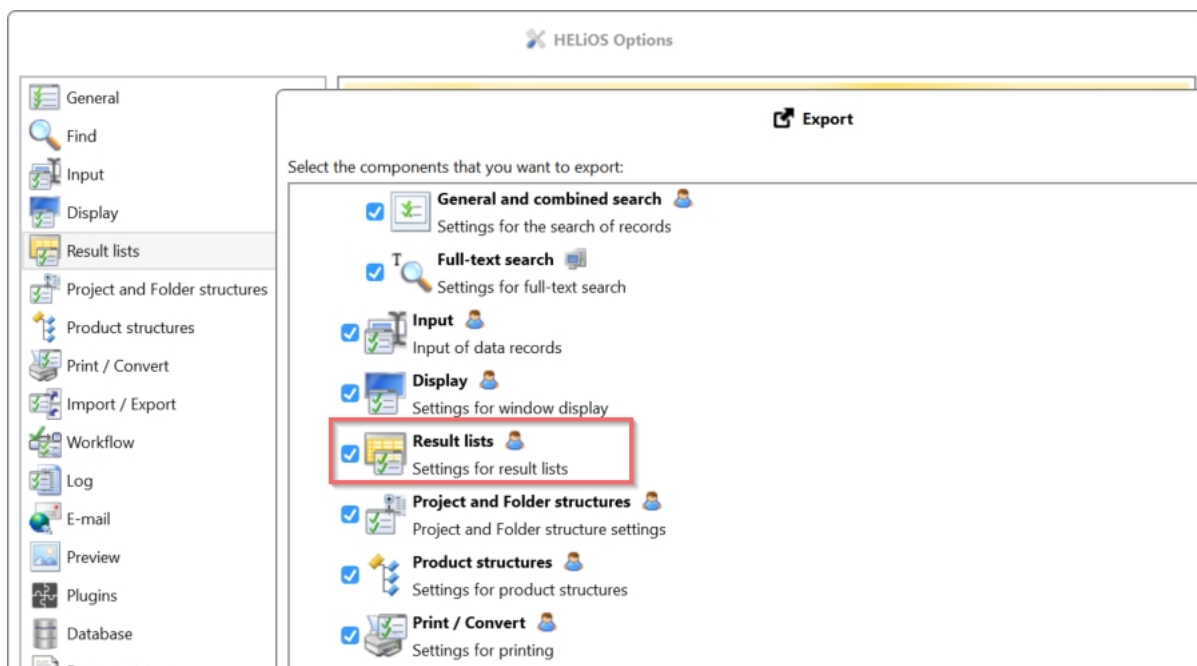 HELiOS Options
General
Find
Input
Display
Result lists
Project and Folder structures
Product structures
Print / Convert
Import / Export
Workflow
Log
E-mail
Preview
Plugins
Database
Export
Select the components that you want to export:
General and combined search
Settings for the search of records
T
Full-text search
Settings for full-text search
Input
Input of data records
Display
Settings for window display
Result lists
Settings for result lists
Project and Folder structures
Project and Folder structure settings
Product structures
Settings for product structures
Print / Convert
Settings for printing